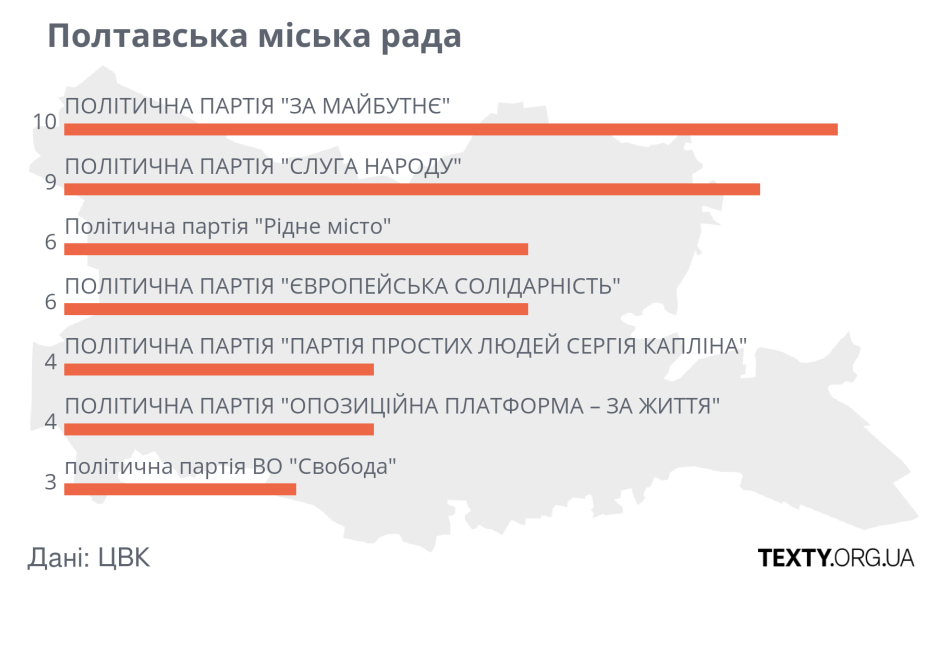 Полтавська міська рада
ПОЛІТИЧНА ПАРТІЯ "ЗА МАЙБУТНЄ"
10
ПОЛІТИЧНА ПАРТІЯ "СЛУГА НАРОДУ"
9
Політична партія "Рідне місто"
6
ПОЛІТИЧНА ПАРТІЯ "ЄВРОПЕЙСЬКА СОЛІДАРНІСТЬ"
6
ПОЛІТИЧНА ПАРТІЯ "ПАРТІЯ ПРОСТИХ ЛЮДЕЙ СЕРГІЯ КАПЛІНА"
4
ПОЛІТИЧНА ПАРТІЯ "ОПОЗИЦІЙНА ПЛАТФОРМА – ЗА ЖИТТЯ"
4
політична партія ВО "Свобода"
3
Дані: ЦВК
TEXTY.ORG.UA